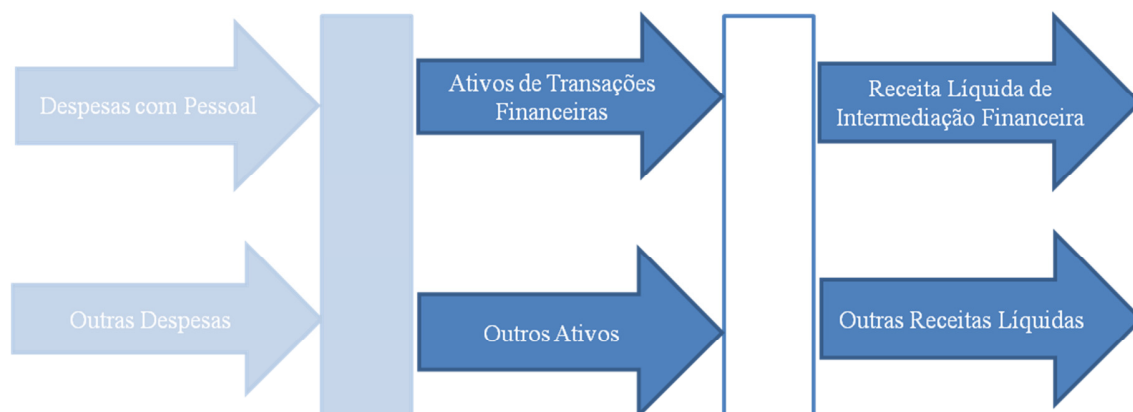 Despesas com Pessoal
Ativos de Transações
Financeiras
Receita Líquida de
Intermediação Financeira
Outras Despesas
Outros Ativos
Outras Receitas Líquidas